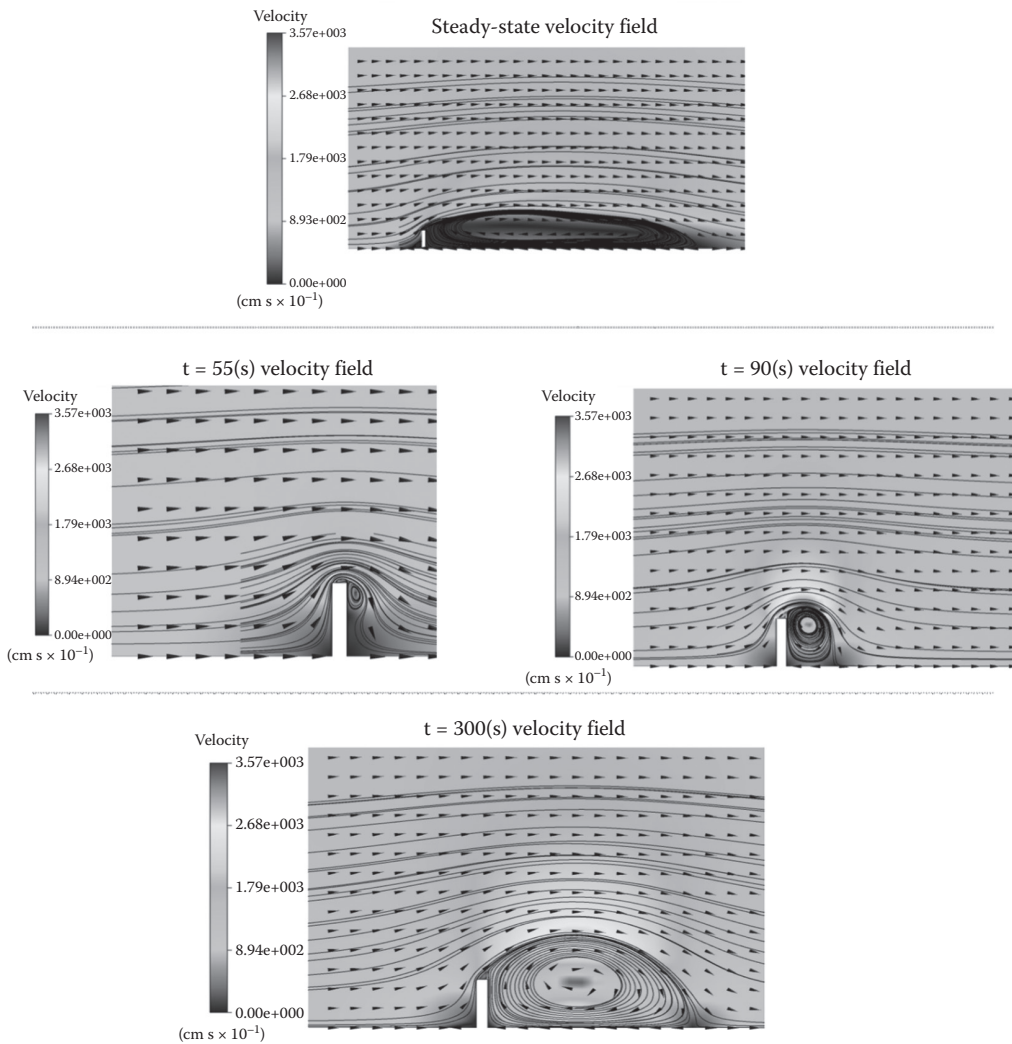 Steady-state velocity field
Velocity
3.57e+003
2.68e+003
1.79e+003
8.93e+002
0.00e+000
(cm s × 10⁻¹)
t = 55(s) velocity field
Velocity
3.57e+003
2.68e+003
1.79e+003
8.94e+002
0.00e+000
(cm s × 10⁻¹)
t = 90(s) velocity field
Velocity
3.57e+003
2.68e+003
1.79e+003
8.94e+002
0.00e+000
(cm s × 10⁻¹)
t = 300(s) velocity field
Velocity
3.57e+003
2.68e+003
1.79e+003
8.94e+002
0.00e+000
(cm s × 10⁻¹)